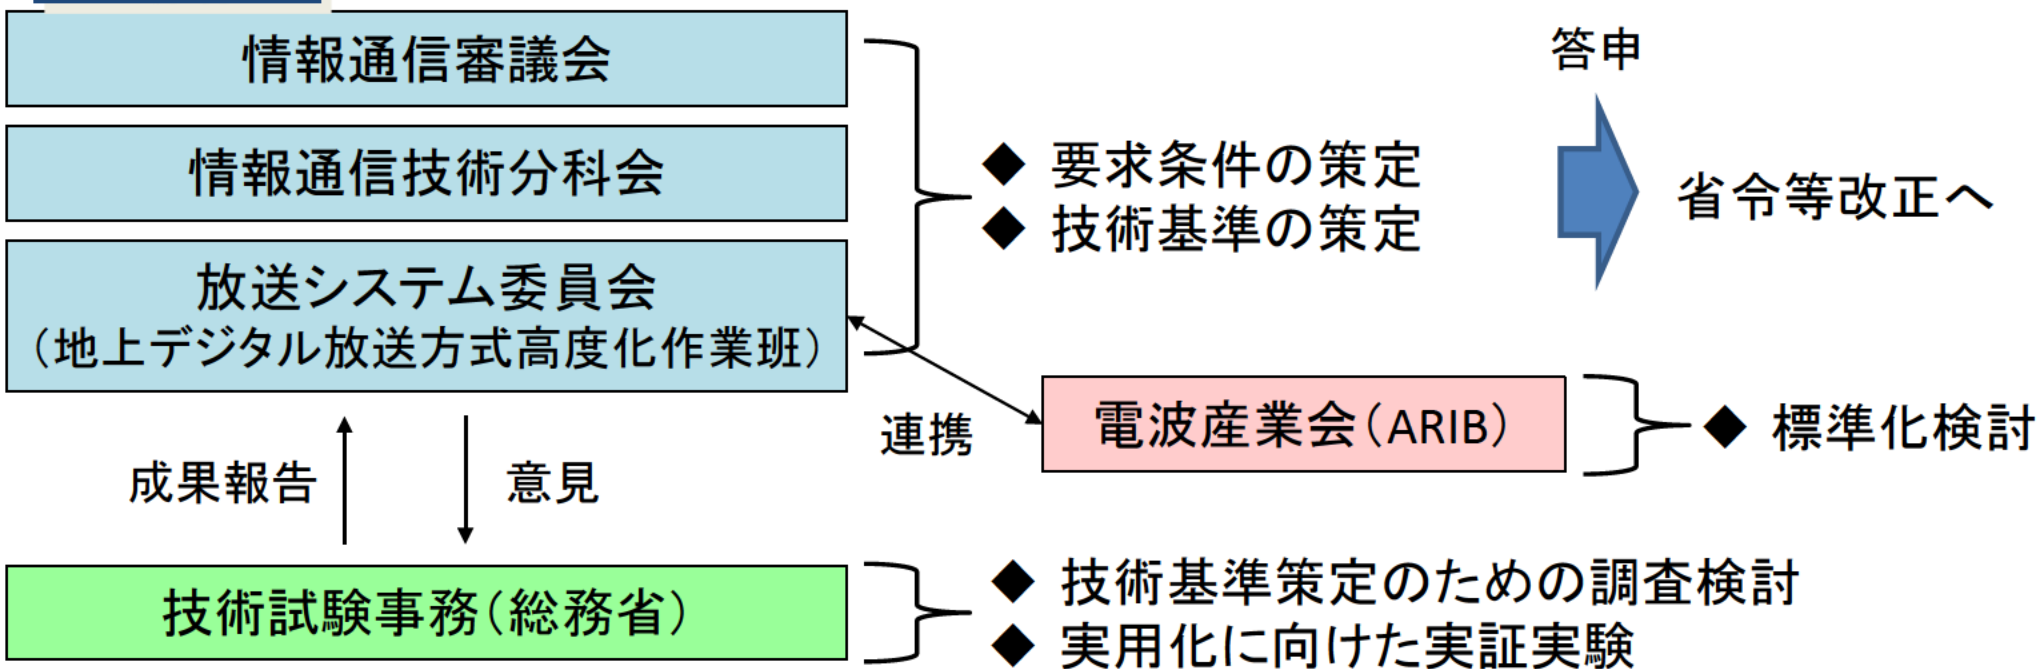 情報通信審議会
情報通信技術分科会
放送システム委員会
（地上デジタル放送方式高度化作業班）
◆ 要求条件の策定
◆ 技術基準の策定
答申
省令等改正へ
連携
電波産業会（ARIB）
◆ 標準化検討
成果報告
意見
技術試験事務（総務省）
◆ 技術基準策定のための調査検討
◆ 実用化に向けた実証実験